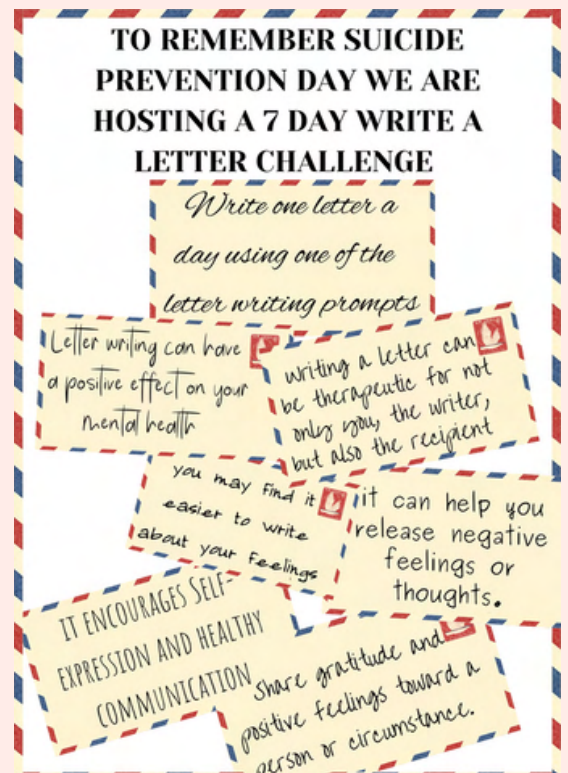 TO REMEMBER SUICIDE
PREVENTION DAY WE ARE
HOSTING A 7 DAY WRITE A
LETTER CHALLENGE
Write one letter a
day using one of the
letter writing prompts
Letter writing can have
a positive effect on your
mental health
writing a letter can
be therapeutic for not
only you, the writer,
but also the recipient
you may find it
easier to write
about your feelings
it can help you
release negative
feelings or
thoughts.
IT ENCOURAGES SELF-
EXPRESSION AND HEALTHY
COMMUNICATION
Share gratitude and
positive feelings toward a
person or circumstance.